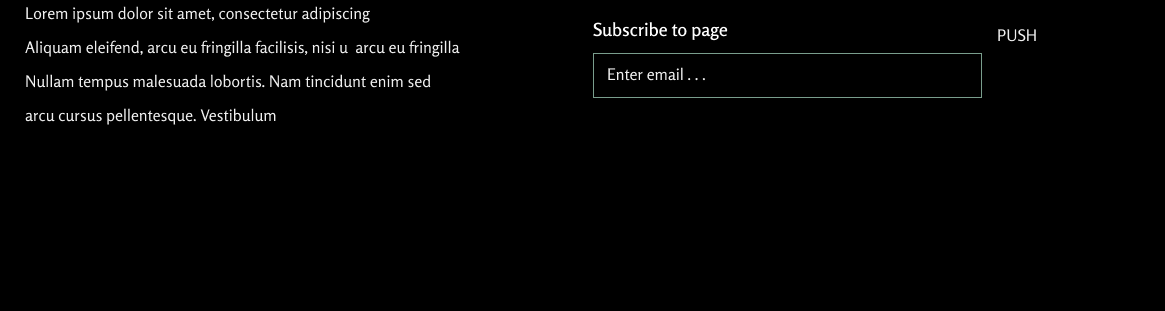 Lorem ipsum dolor sit amet, consectetur adipiscing
Aliquam eleifend, arcu eu fringilla facilisis, nisi u  arcu eu fringilla
Nullam tempus malesuada lobortis. Nam tincidunt enim sed
arcu cursus pellentesque. Vestibulum
Subscribe to page
PUSH
Enter email . . .